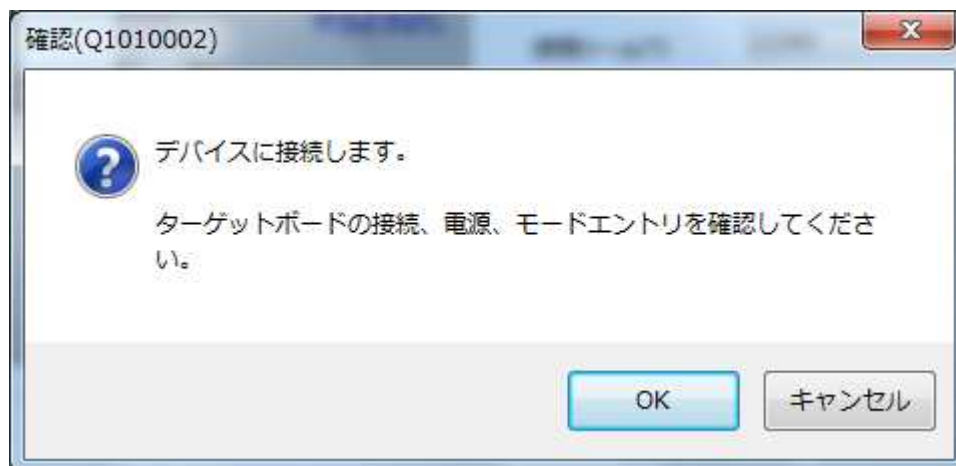 確認(Q1010002)
デバイスに接続します。
ターゲットボードの接続、電源、モードエントリを確認してくださ
い。
OK
キャンセル